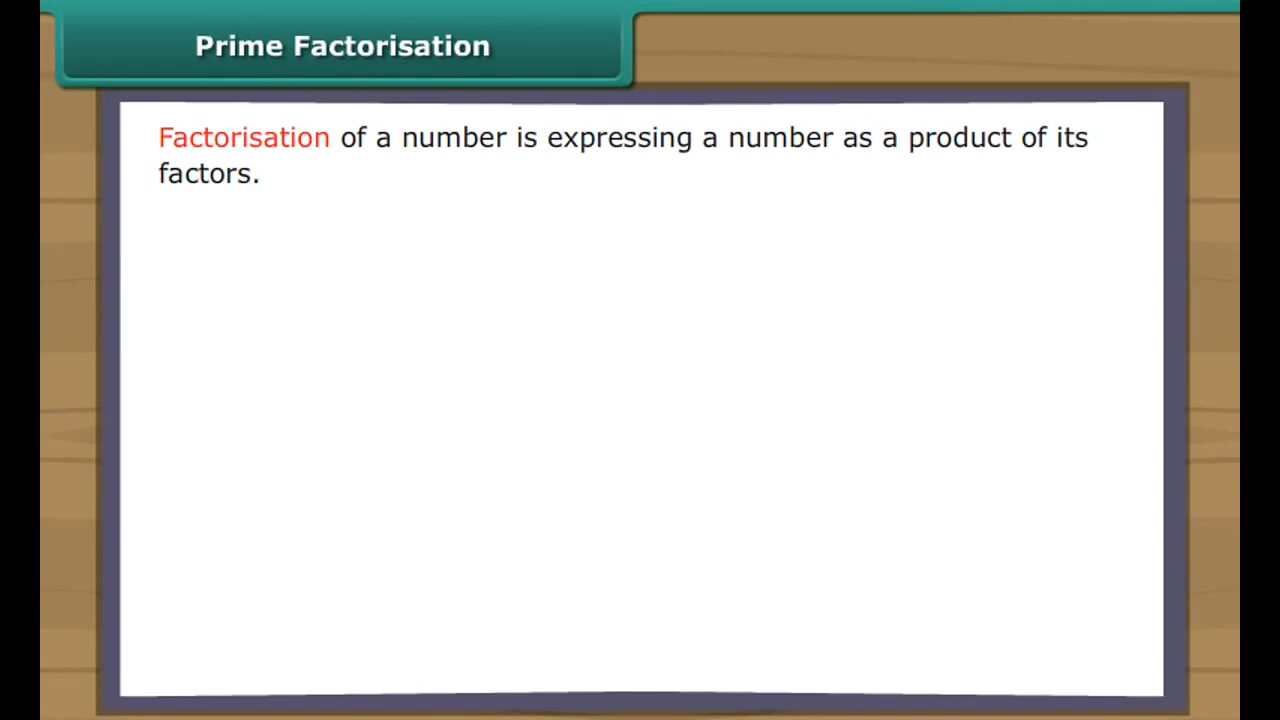 Prime Factorisation
Factorisation of a number is expressing a number as a product of its
factors.